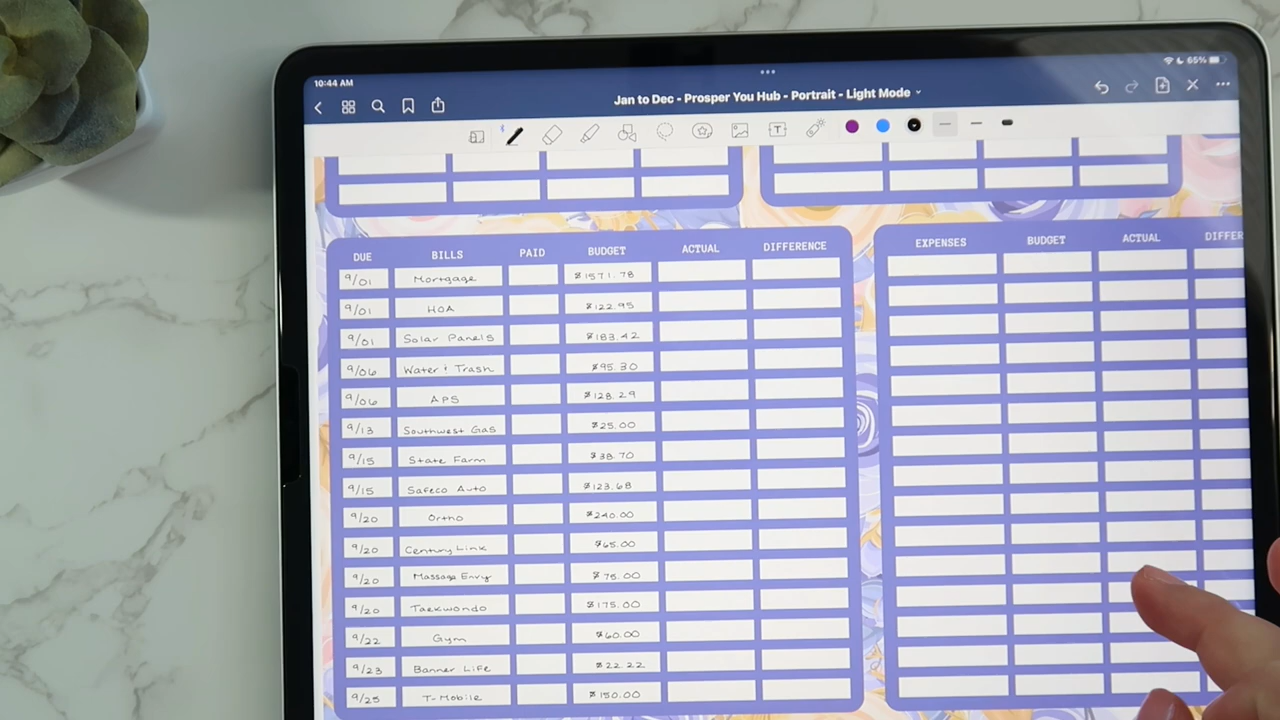 10:44 AM
65%
Jan to Dec - Prosper You Hub - Portrait - Light Mode
DUE BILLS PAID BUDGET ACTUAL DIFFERENCE
9/01 Mortgage $1571.78
9/01 HOA $122.95
9/01 Solar Panels $183.42
9/06 Water & Trash $95.30
9/06 APS $128.29
9/13 Southwest Gas $25.00
9/15 State Farm $38.70
9/15 Safeco Auto $123.68
9/20 Ortho $240.00
9/20 Century Link $65.00
9/20 Massage Envy $75.00
9/20 Taekwondo $175.00
9/22 Gym $60.00
9/23 Banner Life $22.22
9/25 T-Mobile $150.00
EXPENSES BUDGET ACTUAL DIFFER